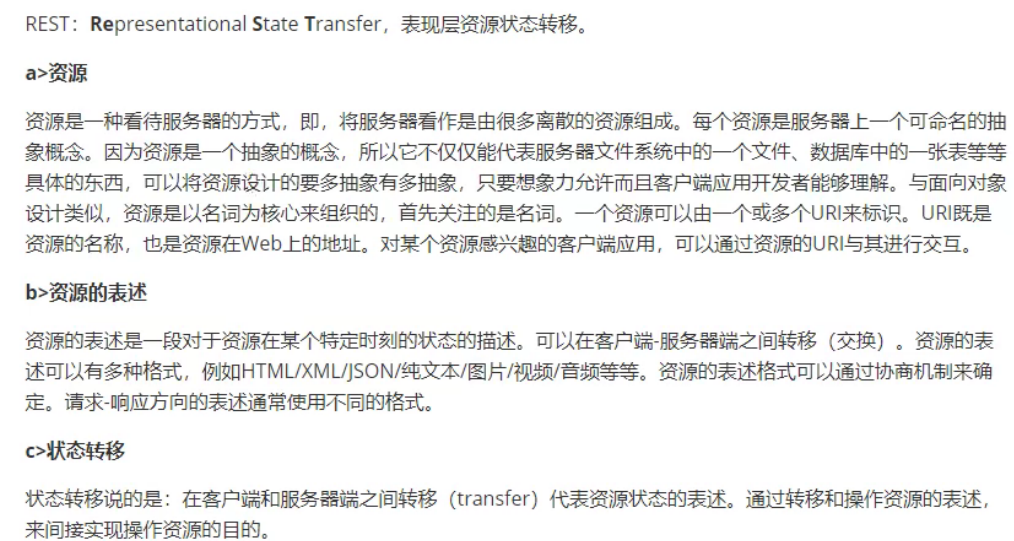 REST：Representational State Transfer，表现层资源状态转移。
a>资源
资源是一种看待服务器的方式，即，将服务器看作是由很多离散的资源组成。每个资源是服务器上一个可命名的抽
象概念。因为资源是一个抽象的概念，所以它不仅仅能代表服务器文件系统中的一个文件、数据库中的一张表等等
具体的东西，可以将资源设计的要多抽象有多抽象，只要想象力允许而且客户端应用开发者能够理解。与面向对象
设计类似，资源是以名词为核心来组织的，首先关注的是名词。一个资源可以由一个或多个URI来标识。URI既是
资源的名称，也是资源在Web上的地址。对某个资源感兴趣的客户端应用，可以通过资源的URI与其进行交互。
b>资源的表述
资源的表述是一段对于资源在某个特定时刻的状态的描述。可以在客户端-服务器端之间转移（交换）。资源的表
述可以有多种格式，例如HTML/XML/JSON/纯文本/图片/视频/音频等等。资源的表述格式可以通过协商机制来确
定。请求-响应方向的表述通常使用不同的格式。
c>状态转移
状态转移说的是：在客户端和服务器端之间转移（transfer）代表资源状态的表述。通过转移和操作资源的表述，
来间接实现操作资源的目的。